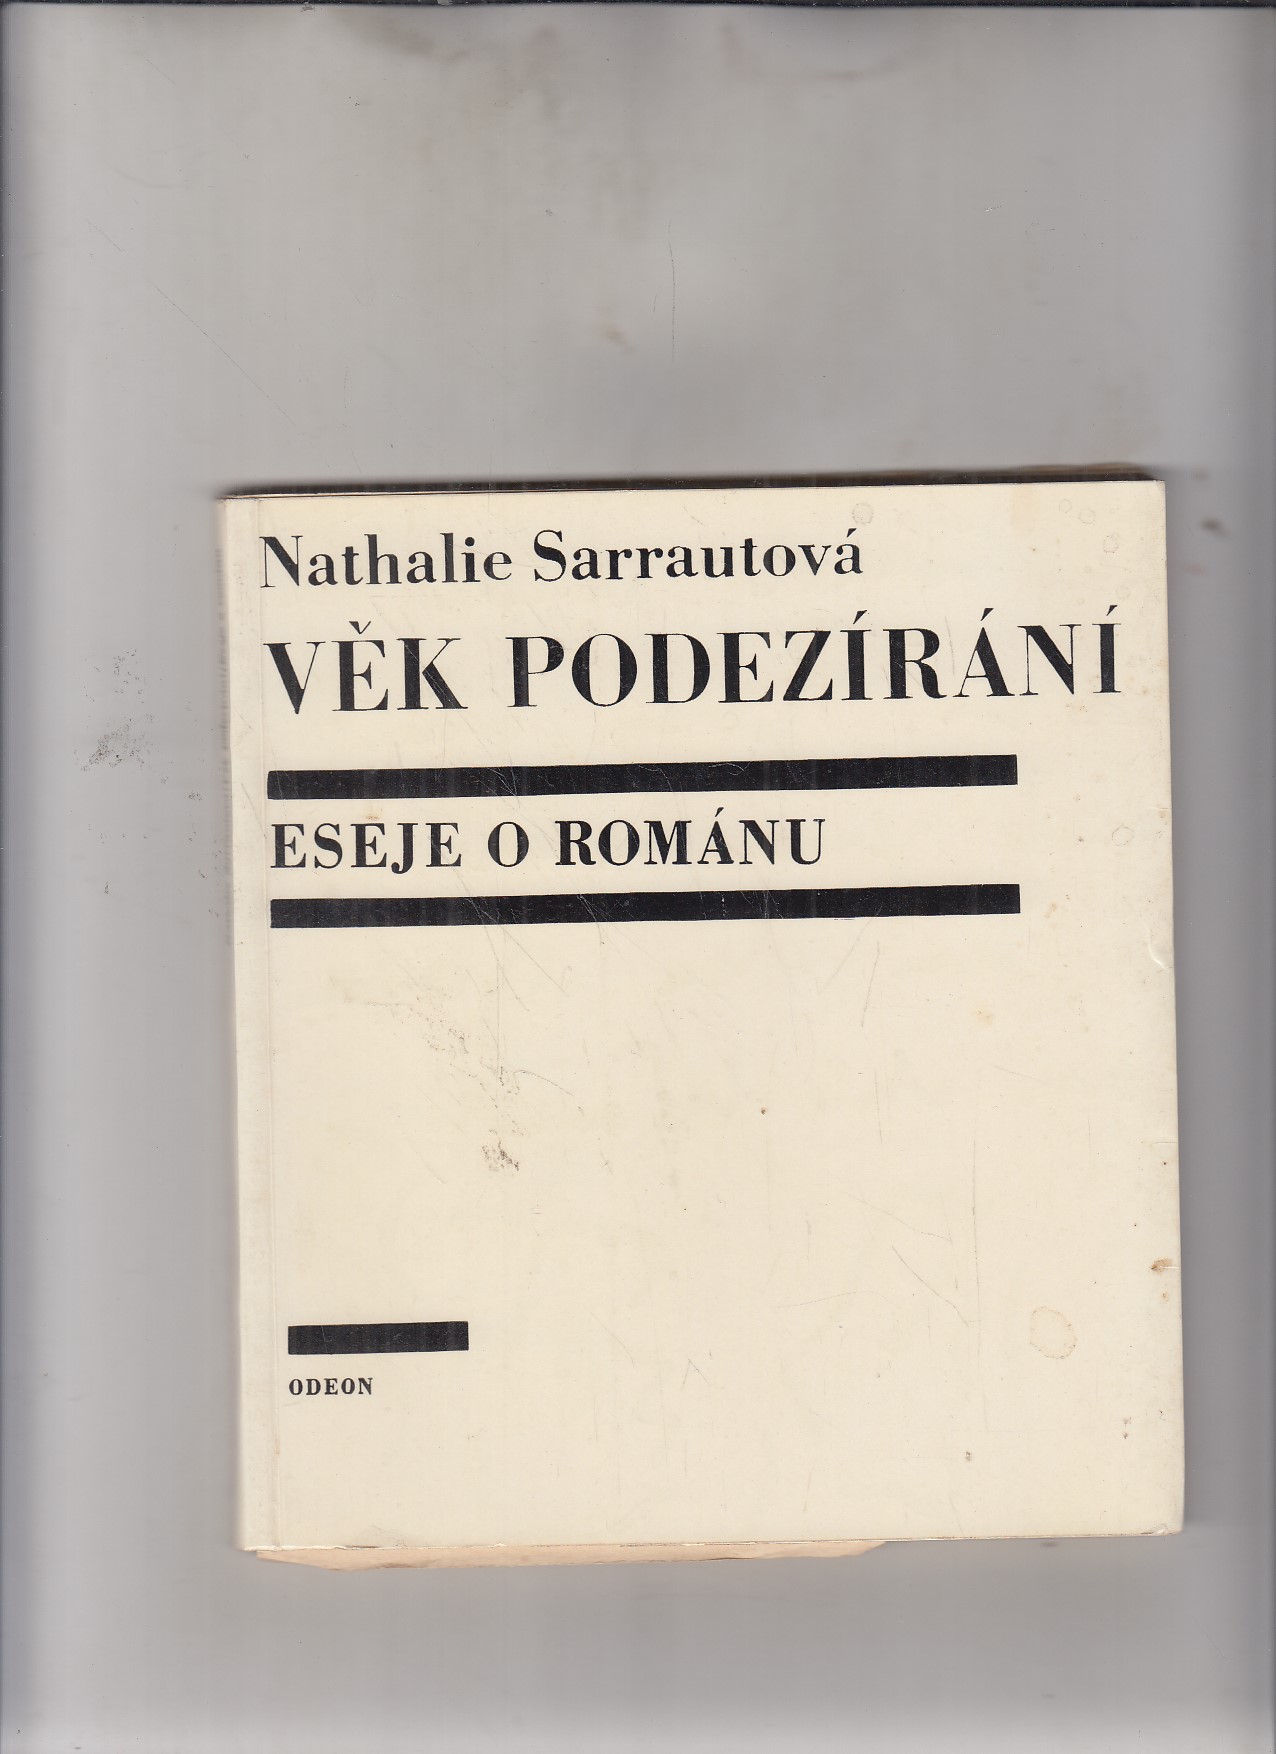 Nathalie Sarrautová
VĚK PODEZÍRÁNÍ
ESEJE O ROMÁNU
ODEON